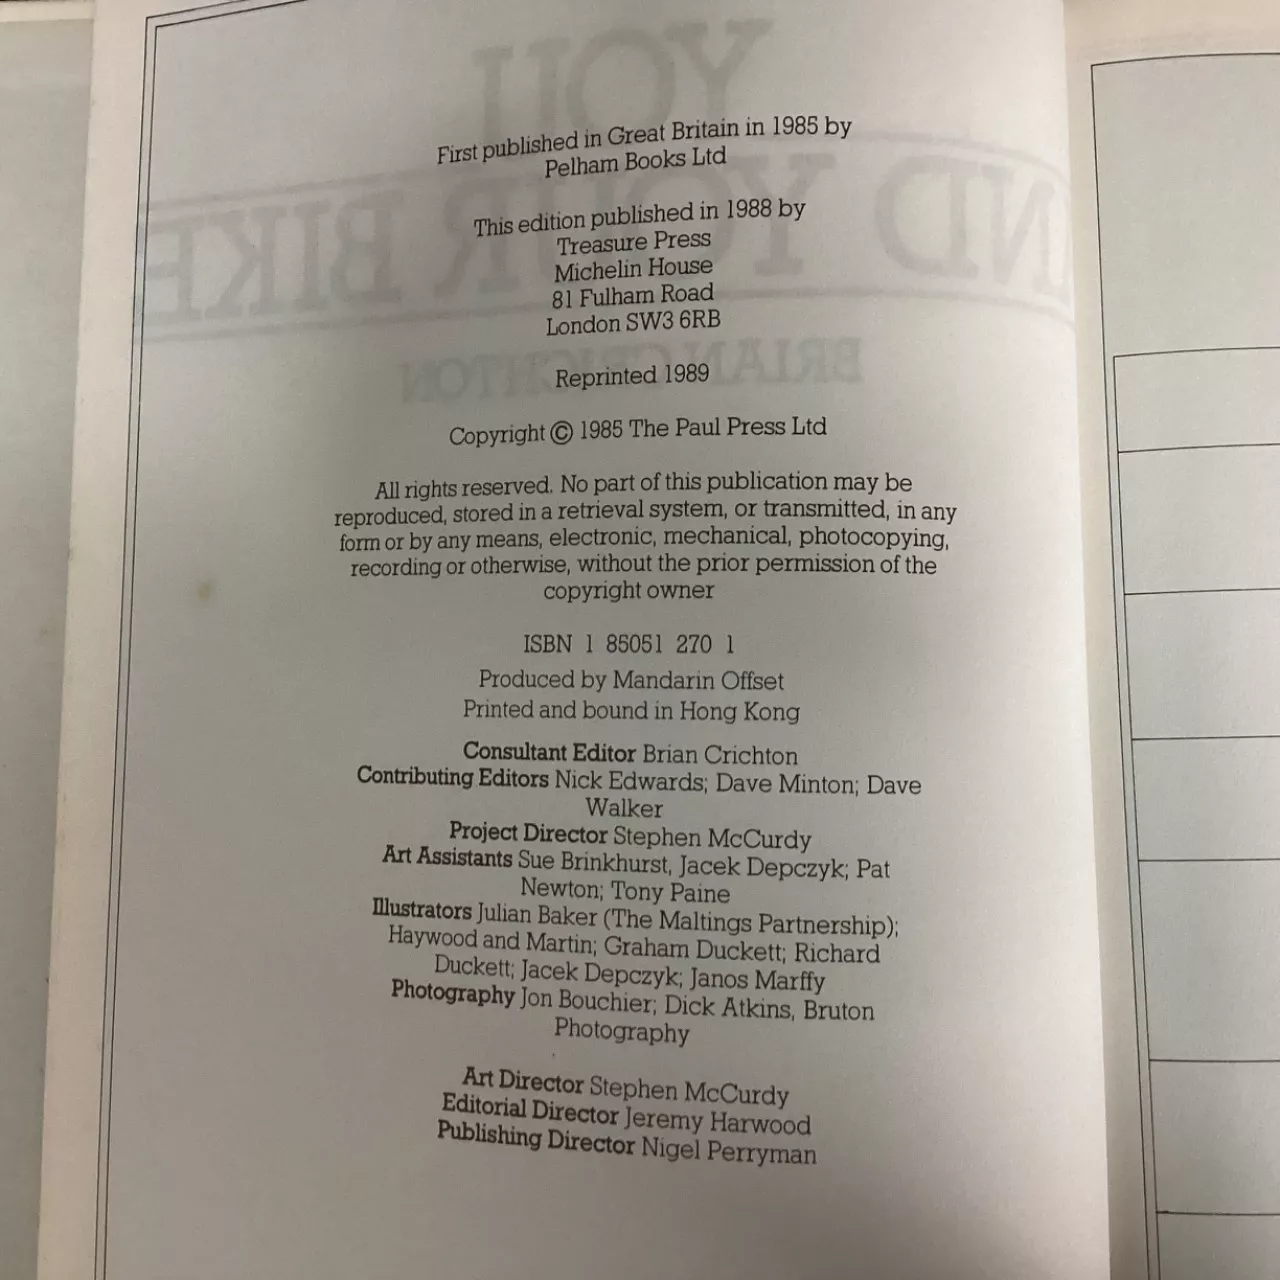 YOU
ND YOUR BIKE
BRIAN CRICHTON
First published in Great Britain in 1985 by
Pelham Books Ltd
This edition published in 1988 by
Treasure Press
Michelin House
81 Fulham Road
London SW3 6RB
Reprinted 1989
Copyright © 1985 The Paul Press Ltd
All rights reserved. No part of this publication may be
reproduced, stored in a retrieval system, or transmitted, in any
form or by any means, electronic, mechanical, photocopying,
recording or otherwise, without the prior permission of the
copyright owner
ISBN 1 85051 270 1
Produced by Mandarin Offset
Printed and bound in Hong Kong
Consultant Editor Brian Crichton
Contributing Editors Nick Edwards; Dave Minton; Dave
Walker
Project Director Stephen McCurdy
Art Assistants Sue Brinkhurst, Jacek Depczyk; Pat
Newton; Tony Paine
Illustrators Julian Baker (The Maltings Partnership);
Haywood and Martin; Graham Duckett; Richard
Duckett; Jacek Depczyk; Janos Marffy
Photography Jon Bouchier; Dick Atkins, Bruton
Photography
Art Director Stephen McCurdy
Editorial Director Jeremy Harwood
Publishing Director Nigel Perryman